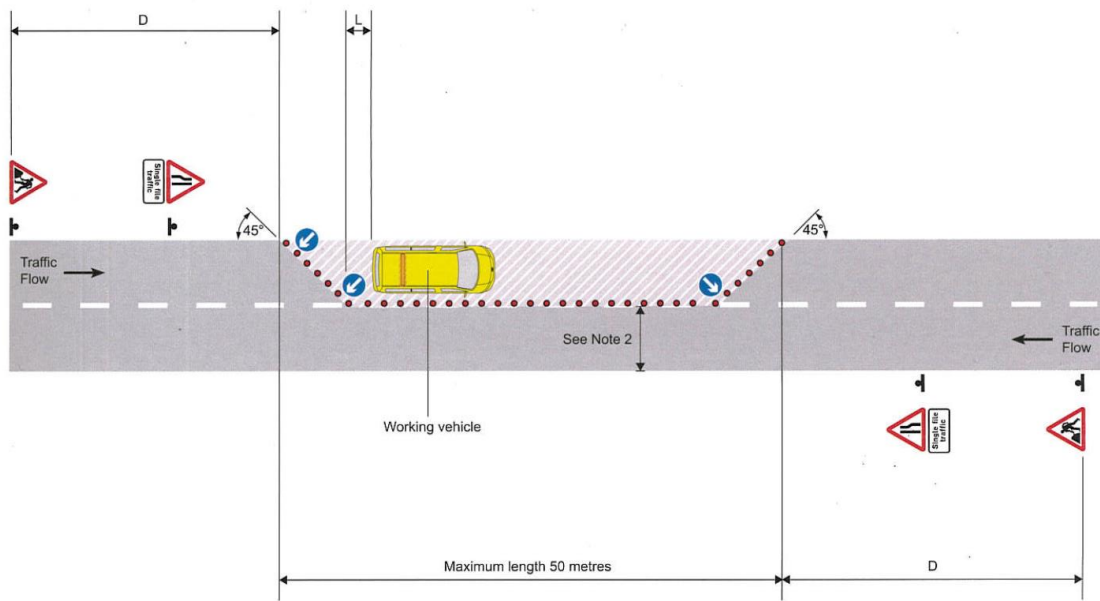 D
L
Single file
traffic
45°
45°
Traffic
Flow
See Note 2
Traffic
Flow
Working vehicle
Single file
traffic
Maximum length 50 metres
D